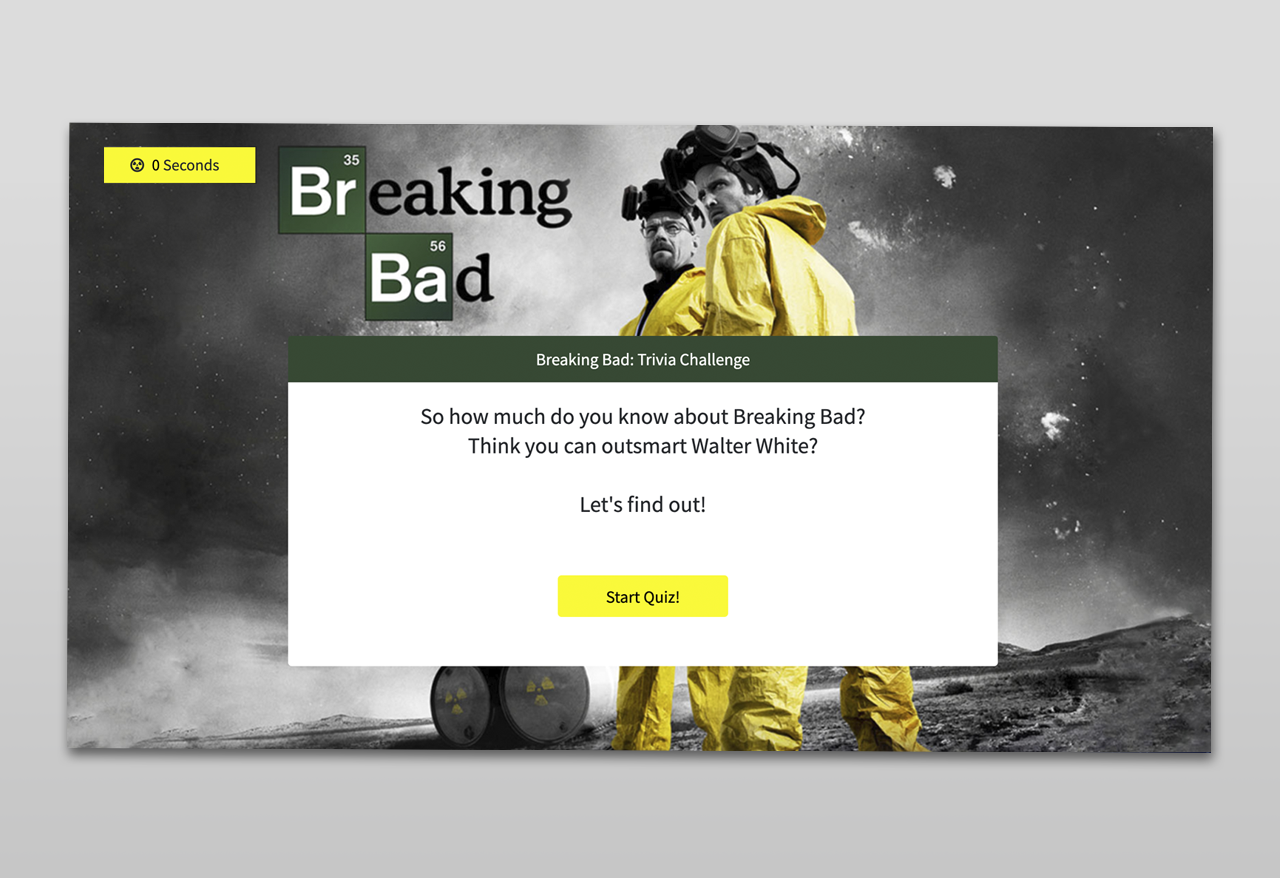 0 Seconds
35
Breaking
56
Bad
Breaking Bad: Trivia Challenge
So how much do you know about Breaking Bad?
Think you can outsmart Walter White?
Let's find out!
Start Quiz!